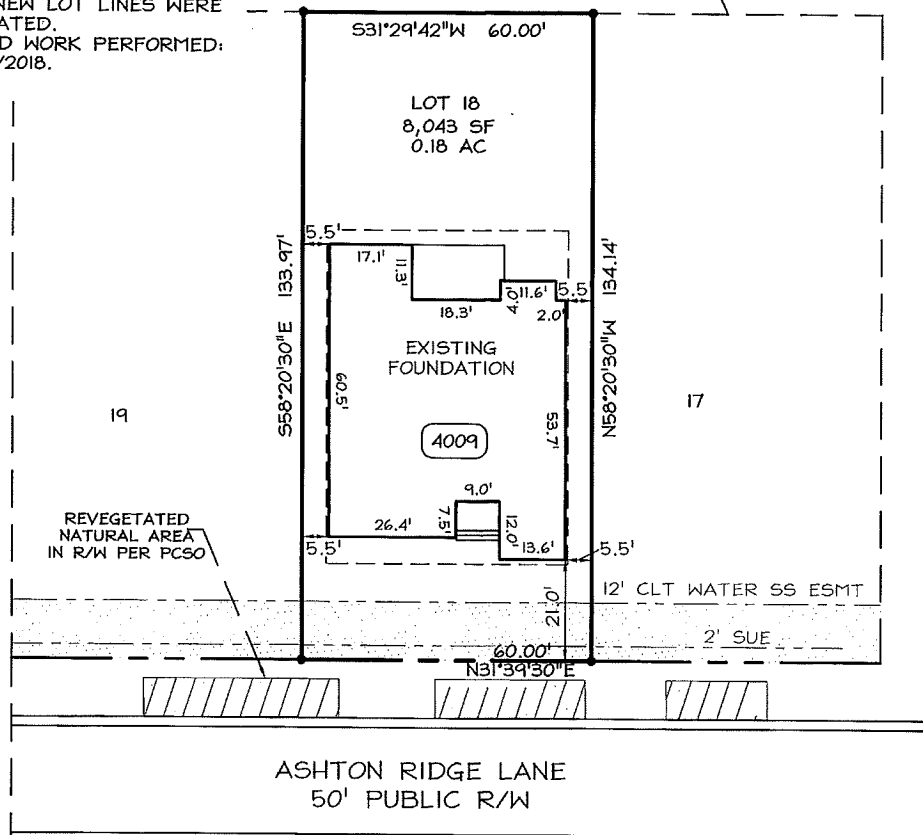 NEW LOT LINES WERE
ATED.
D WORK PERFORMED:
/2018.
S31°29'42"W 60.00'
LOT 18
8,043 SF
0.18 AC
S58°20'30"E 133.97'
N58°20'30"W 134.14'
5.5'
17.1'
11.3'
18.3'
4.0'
11.6'
5.5'
2.0'
EXISTING
FOUNDATION
60.5'
53.7'
19
17
4009
9.0'
7.5'
12.0'
26.4'
13.6'
5.5'
5.5'
REVEGETATED
NATURAL AREA
IN R/W PER PCSO
21.0'
12' CLT WATER SS ESMT
2' SUE
60.00'
N31°39'30"E
ASHTON RIDGE LANE
50' PUBLIC R/W